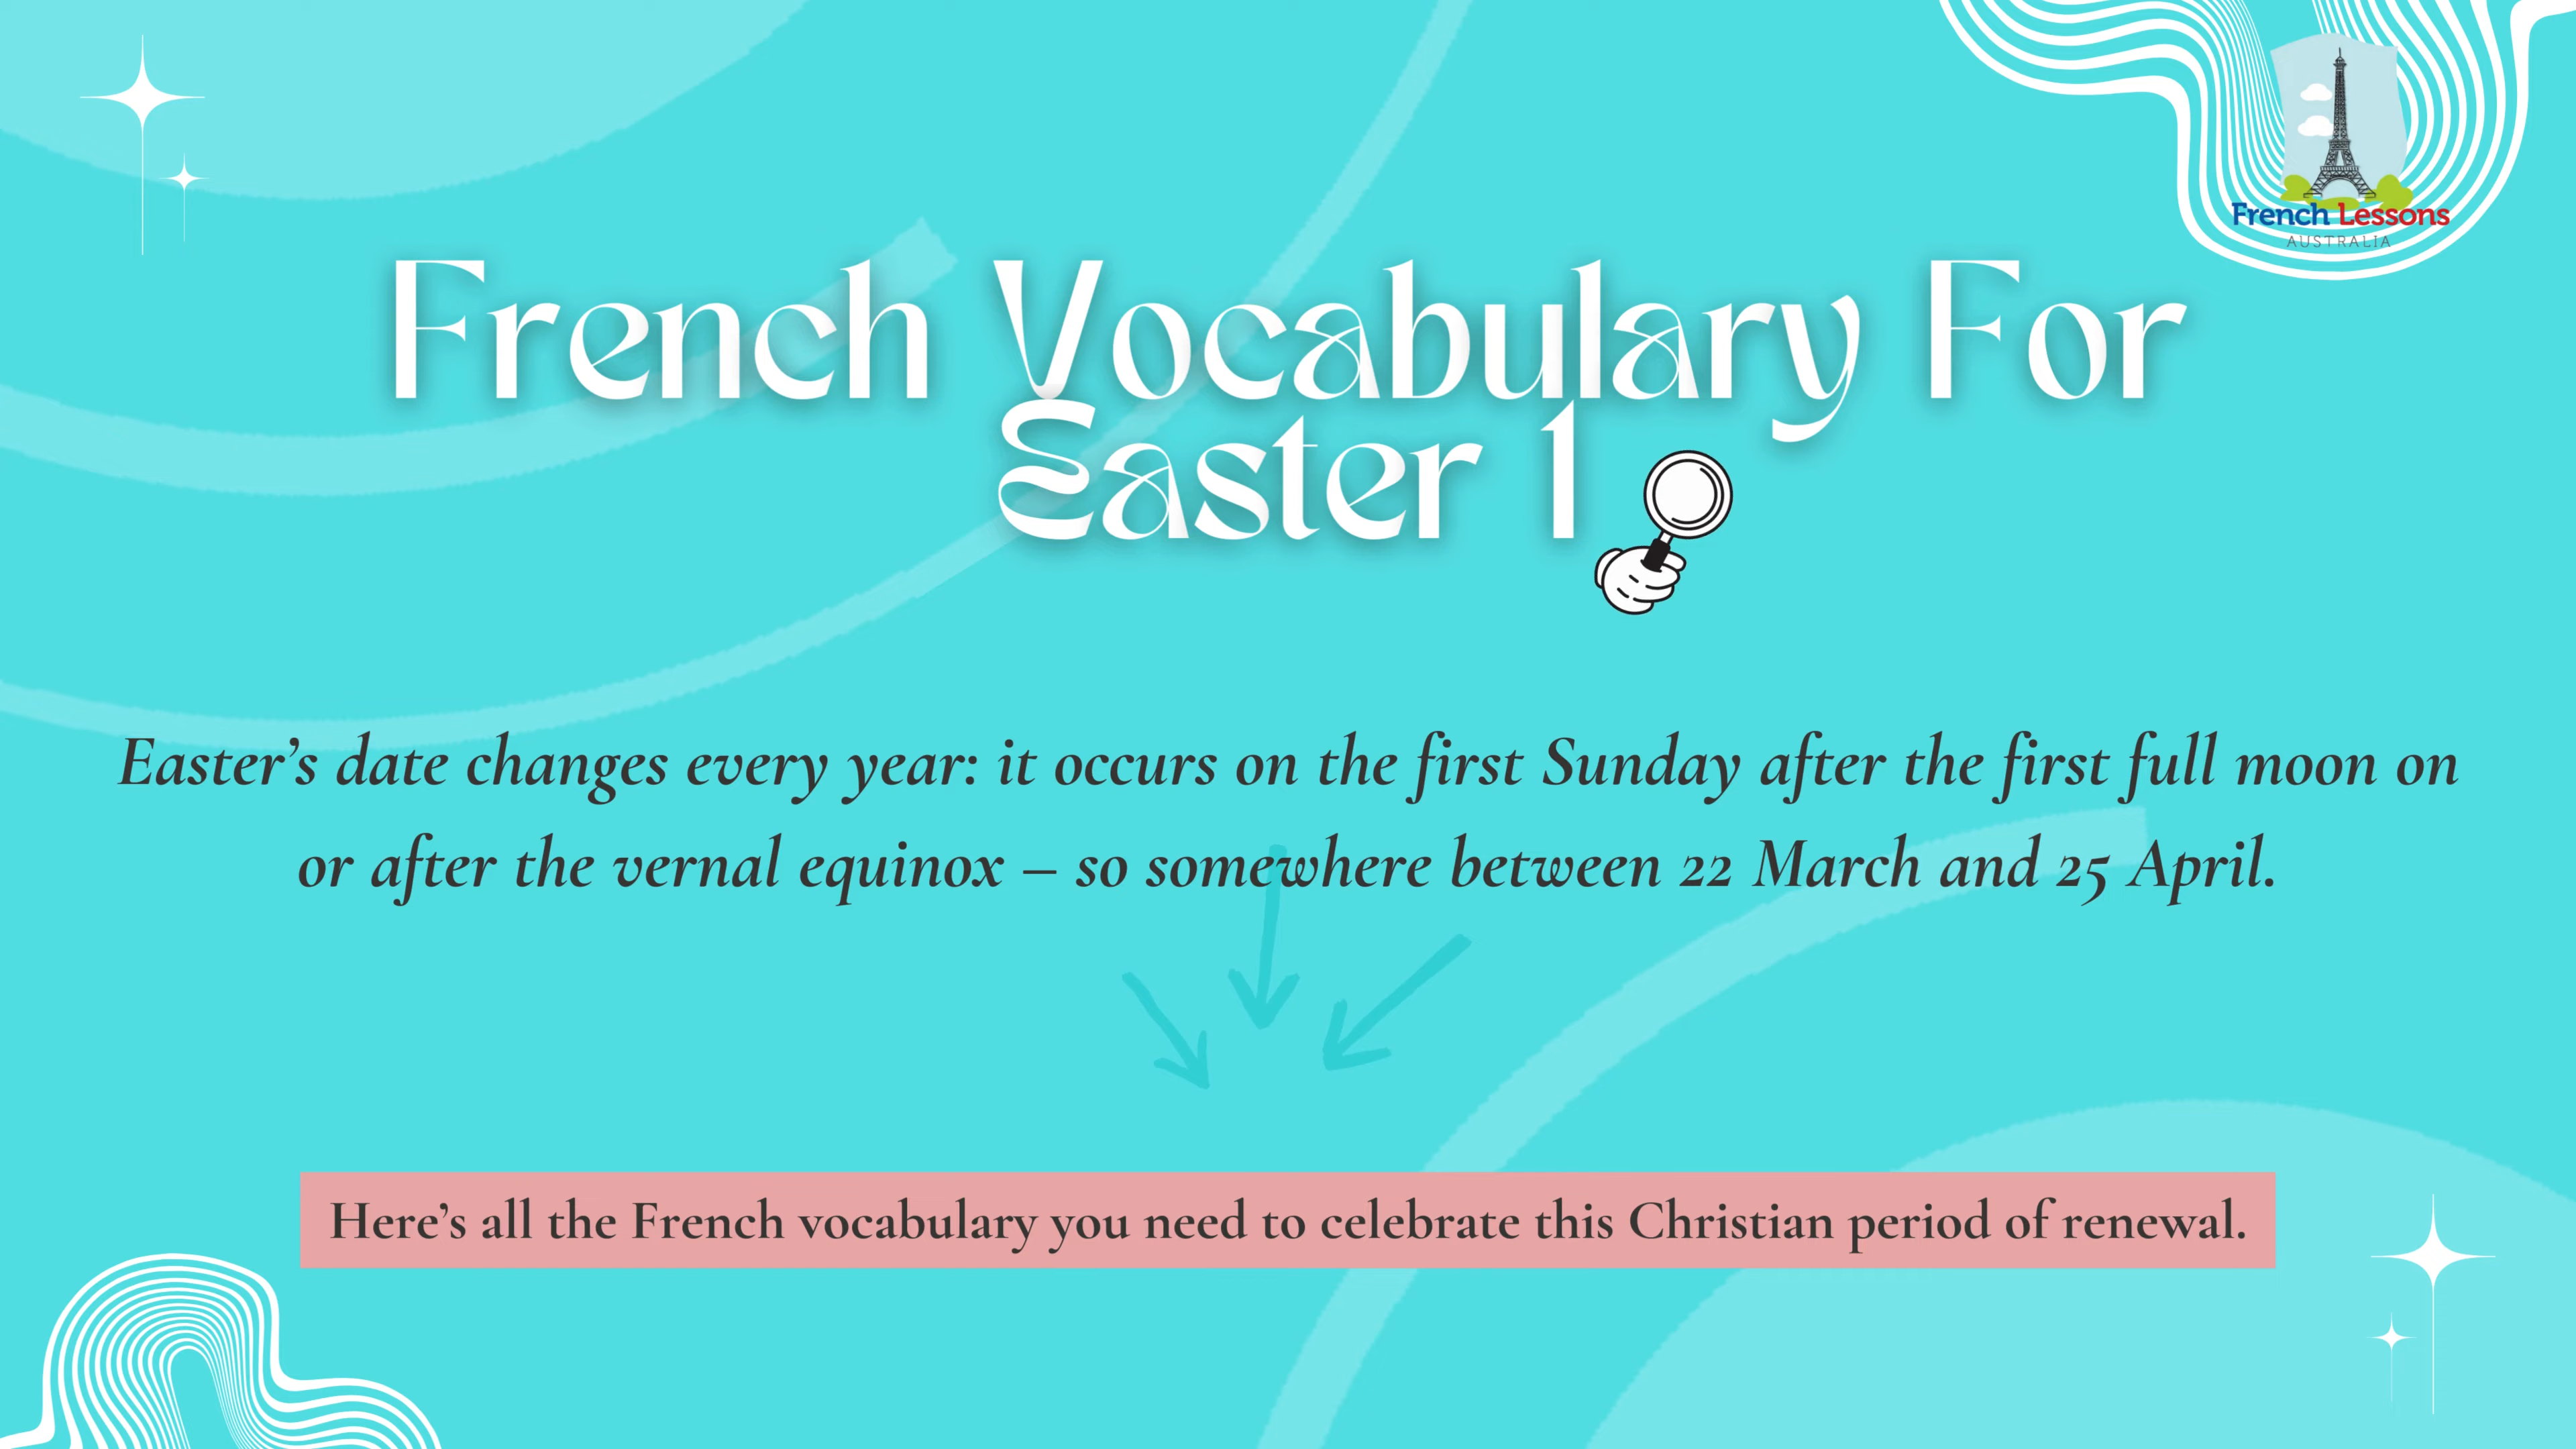 French Lessons
AUSTRALIA
French Vocabulary For
Easter 1
Easter’s date changes every year: it occurs on the first Sunday after the first full moon on
or after the vernal equinox – so somewhere between 22 March and 25 April.
Here’s all the French vocabulary you need to celebrate this Christian period of renewal.